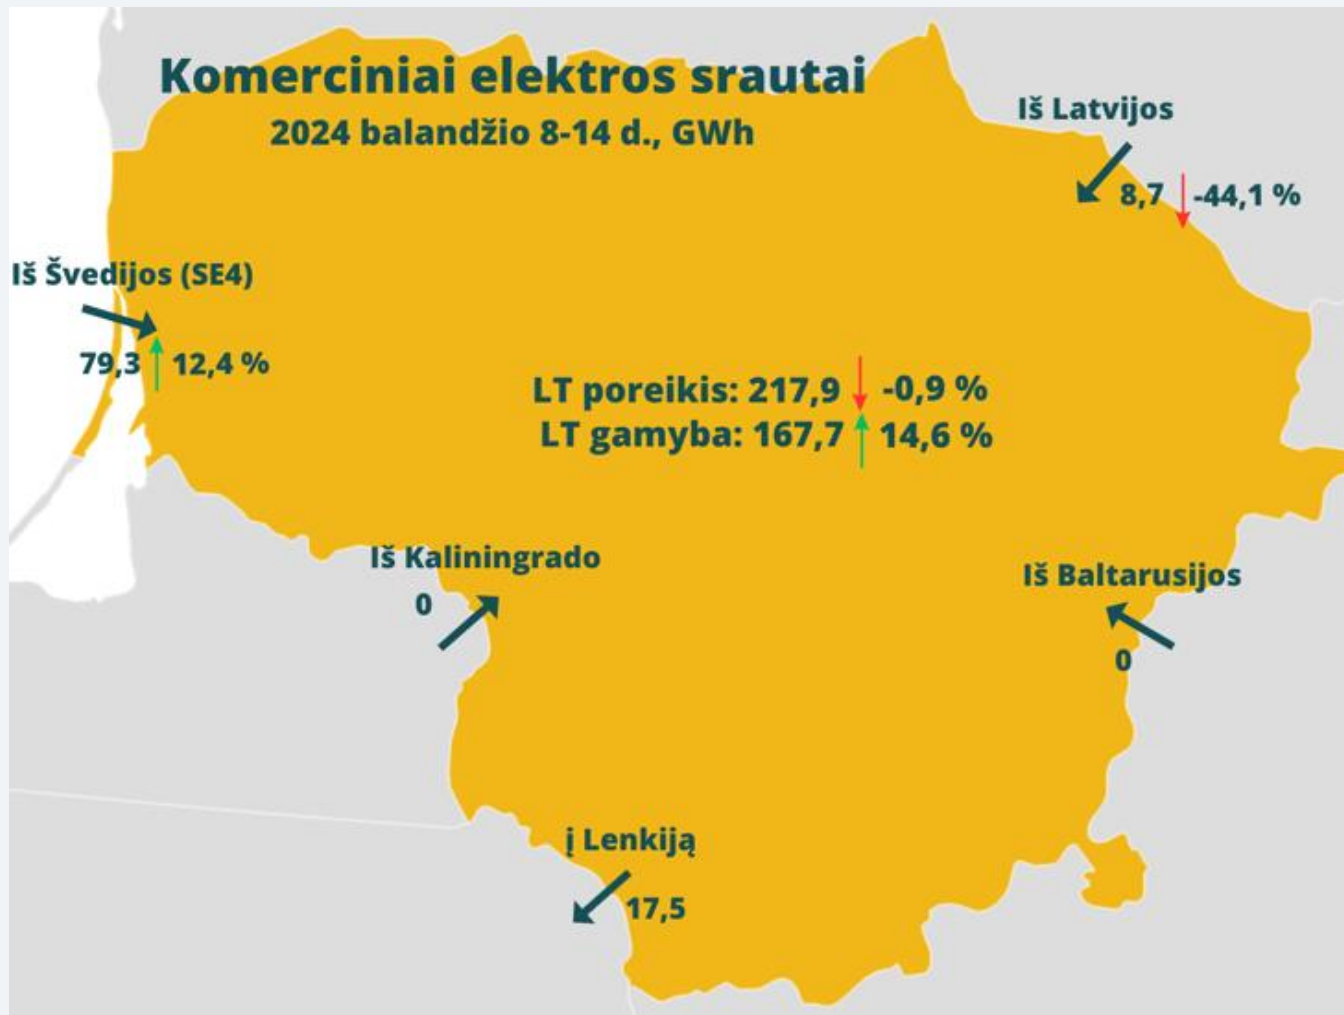 Komerciniai elektros srautai
2024 balandžio 8-14 d., GWh
Iš Latvijos
8,7 -44,1 %
Iš Švedijos (SE4)
79,3 12,4 %
LT poreikis: 217,9 -0,9 %
LT gamyba: 167,7 14,6 %
Iš Kaliningrado
0
Iš Baltarusijos
0
į Lenkiją
17,5